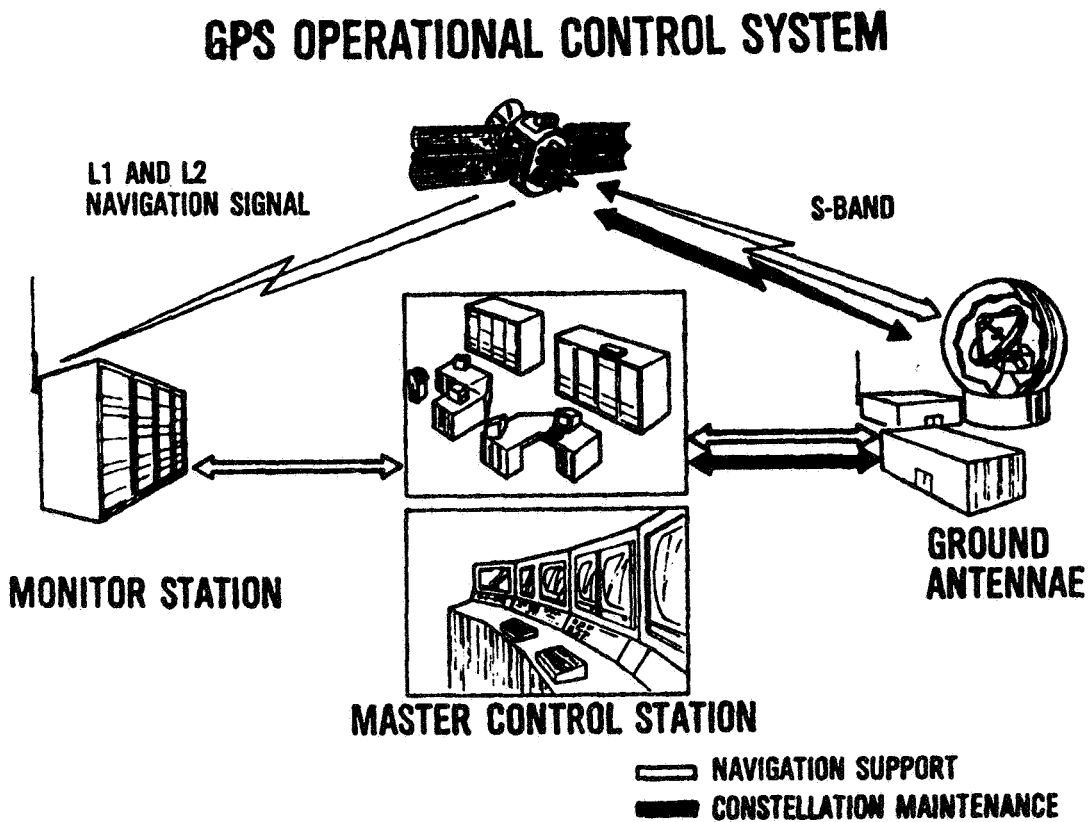 GPS OPERATIONAL CONTROL SYSTEM
L1 AND L2
NAVIGATION SIGNAL
S-BAND
MONITOR STATION
GROUND
ANTENNAE
MASTER CONTROL STATION
NAVIGATION SUPPORT
CONSTELLATION MAINTENANCE